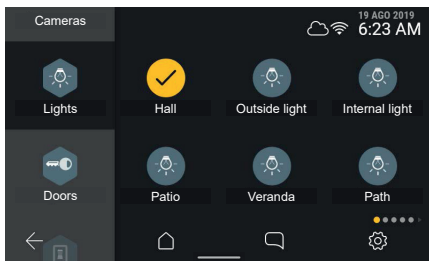 Cameras
19 AGO 2019
6:23 AM
Lights
Hall
Outside light
Internal light
Doors
Patio
Veranda
Path